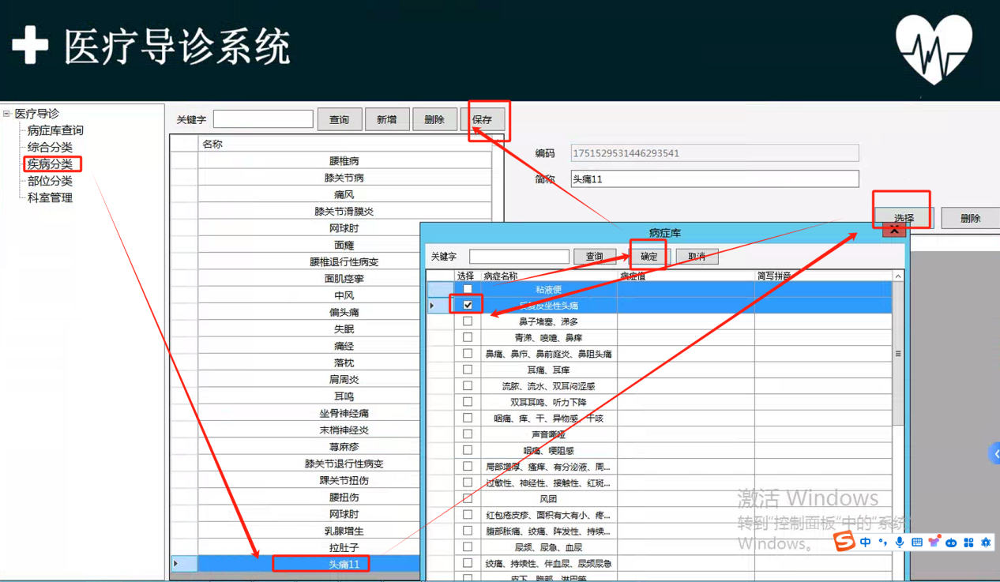 医疗导诊系统
医疗导诊
病症库查询
综合分类
疾病分类
部位分类
科室管理
关键字
查询
新增
删除
保存
名称
腰椎病
膝关节病
痛风
膝关节滑膜炎
网球肘
面瘫
腰椎退行性病变
面肌痉挛
中风
偏头痛
失眠
痛经
落枕
肩周炎
耳鸣
坐骨神经痛
末梢神经炎
荨麻疹
膝关节退行性病变
踝关节扭伤
腰扭伤
网球肘
乳腺增生
拉肚子
头痛11
编码 1751529531446293541
简称 头痛11
选择
删除
病症库
关键字
查询
确定
取消
选择 病症名称 病症值 简写拼音
粘液便
鼻子堵塞、涕多
青涕、喷嚏、鼻痒
鼻痛、鼻疖、鼻前庭炎、鼻阻头痛
耳痛、耳痒
流脓、流水、双耳闷涩感
双耳耳鸣、听力下降
咽痛、痒、干、异物感、干咳
声音嘶哑
咽痛、哽阻感
局部增厚、瘙痒、有分泌液、周...
过敏性、神经性、接触性、红斑...
风团
红包疮皮疹、面积有大有小、疼...
腹部胀痛、绞痛、阵发性、持续...
尿频、尿急、血尿
绞痛、持续性、伴血尿、尿频尿急
皮下、腹部、淋巴等
激活 Windows
转到"控制面板"中的"系统
Windows。
S 中